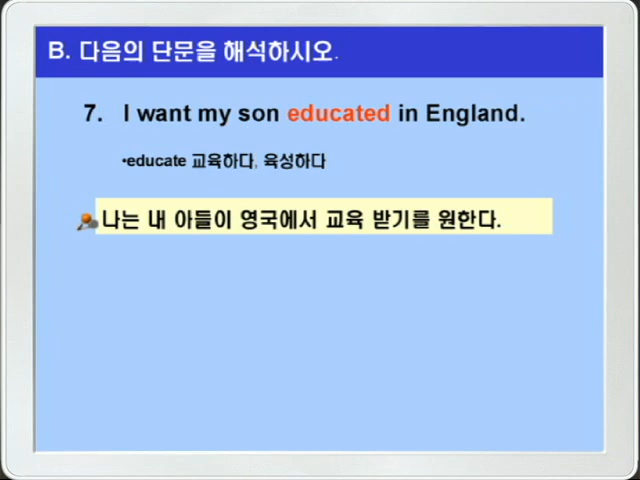 B. 다음의 단문을 해석하시오.
7. I want my son educated in England.
•educate 교육하다, 육성하다
나는 내 아들이 영국에서 교육 받기를 원한다.